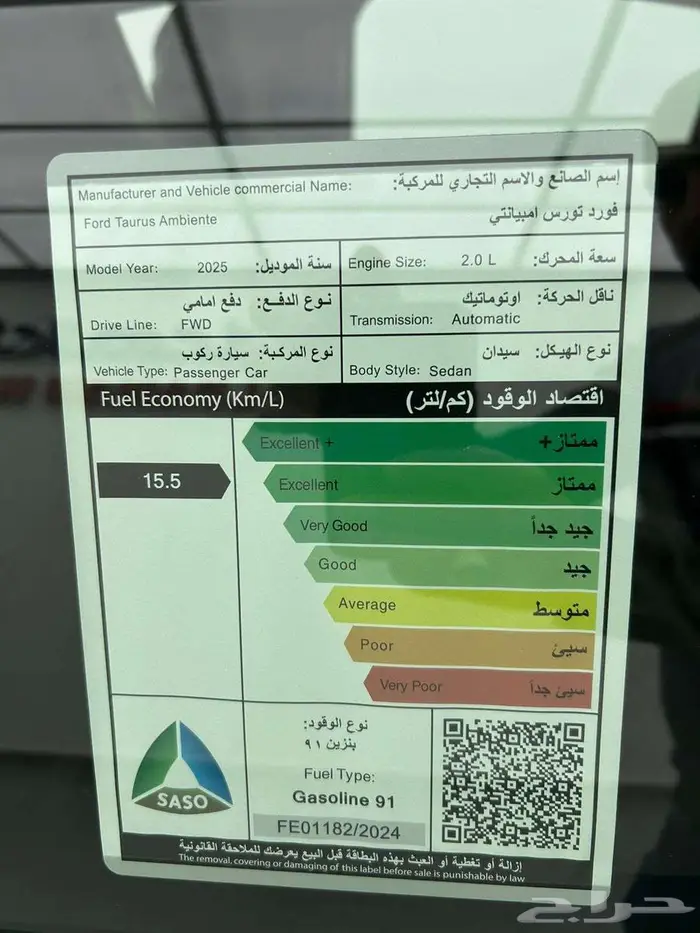 إسم الصانع والاسم التجاري للمركبة:
Manufacturer and Vehicle commercial Name:
فورد تورس امبيانتي
Ford Taurus Ambiente
Model Year: 2025 سنة الموديل:
Engine Size: 2.0 L سعة المحرك:
نوع الدفع: دفع امامي
Drive Line: FWD
ناقل الحركة: اوتوماتيك
Transmission: Automatic
نوع المركبة: سيارة ركوب
Vehicle Type: Passenger Car
نوع الهيكل: سيدان
Body Style: Sedan
Fuel Economy (Km/L) اقتصاد الوقود (كم/لتر)
Excellent + ممتاز+
15.5
Excellent ممتاز
Very Good جيد جداً
Good جيد
Average متوسط
Poor سيئ
Very Poor سيئ جداً
SASO
نوع الوقود:
بنزين ٩١
Fuel Type:
Gasoline 91
FE01182/2024
إزالة أو تغطية أو العبث بهذه البطاقة قبل البيع يعرضك للملاحقة القانونية
The removal, covering or damaging of this label before sale is punishable by law
حراج